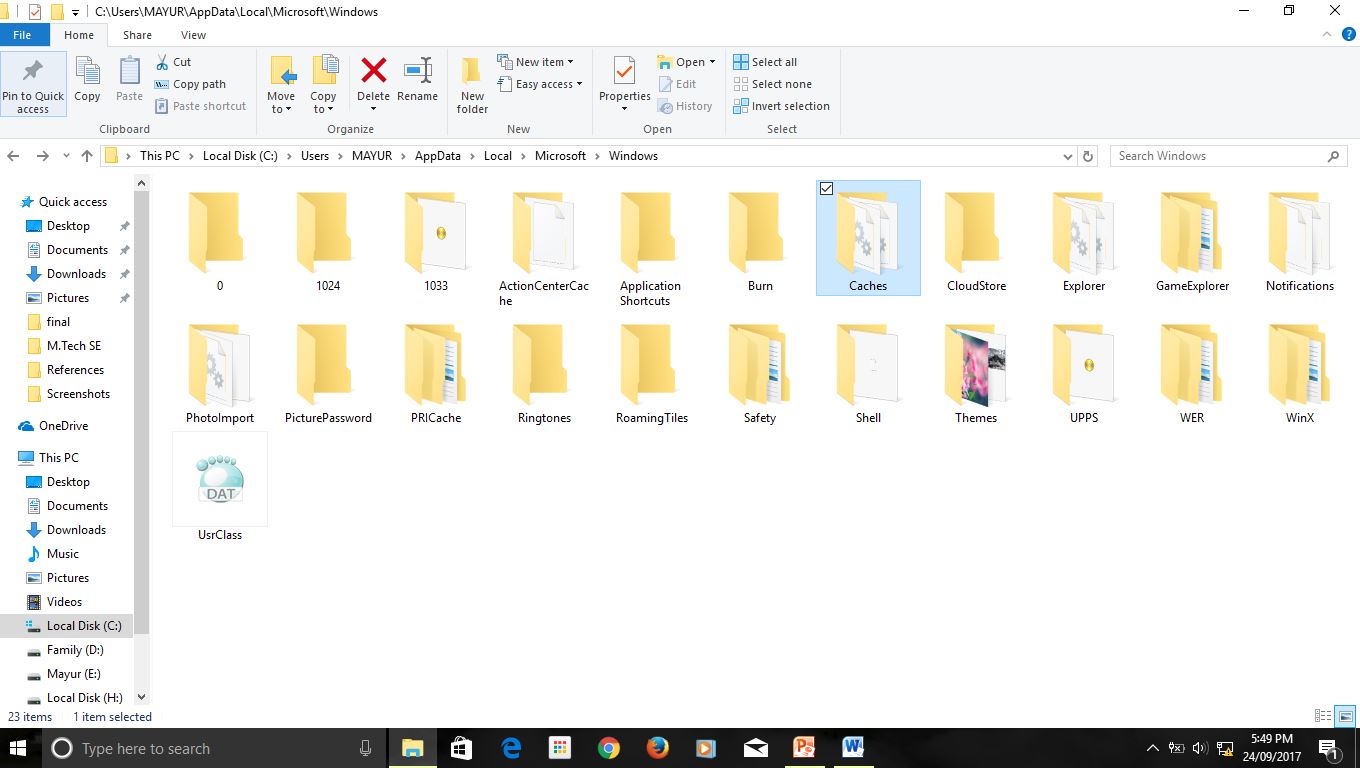 C:\Users\MAYUR\AppData\Local\Microsoft\Windows
File Home Share View
Pin to Quick access
Copy
Paste
Cut
Copy path
Paste shortcut
Clipboard
Move to
Copy to
Delete
Rename
Organize
New folder
New item
Easy access
New
Properties
Open
Edit
History
Open
Select all
Select none
Invert selection
Select
This PC > Local Disk (C:) > Users > MAYUR > AppData > Local > Microsoft > Windows
Search Windows
Quick access
Desktop
Documents
Downloads
Pictures
final
M.Tech SE
References
Screenshots
OneDrive
This PC
Desktop
Documents
Downloads
Music
Pictures
Videos
Local Disk (C:)
Family (D:)
Mayur (E:)
Local Disk (H:)
0
1024
1033
ActionCenterCac
he
Application
Shortcuts
Burn
Caches
CloudStore
Explorer
GameExplorer
Notifications
PhotoImport
PicturePassword
PRICache
Ringtones
RoamingTiles
Safety
Shell
Themes
UPPS
WER
WinX
DAT
UsrClass
23 items 1 item selected
Type here to search
5:49 PM
24/09/2017
1